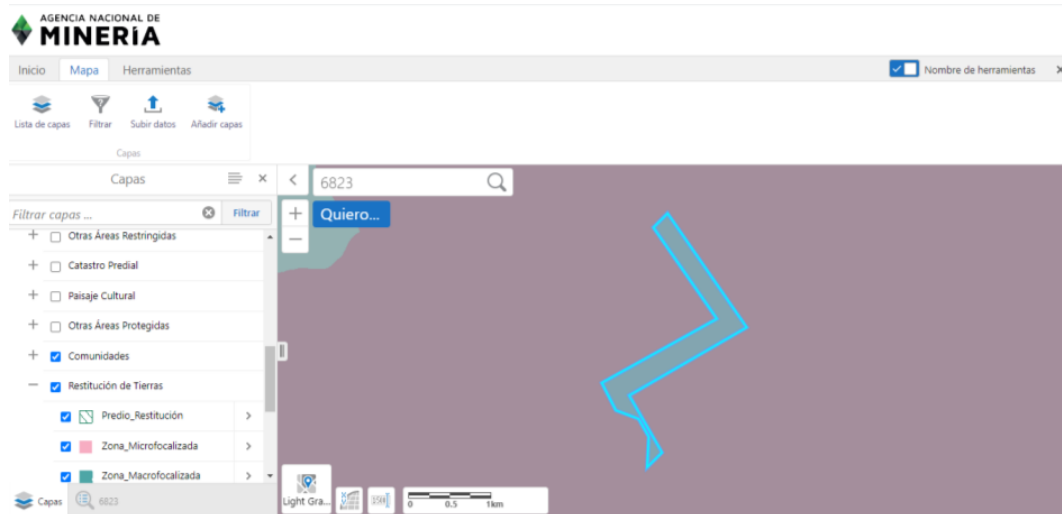 AGENCIA NACIONAL DE
MINERÍA
Inicio Mapa Herramientas
Nombre de herramientas
Lista de capas Filtrar Subir datos Añadir capas
Capas
Capas
6823
Filtrar capas ... Filtrar
Quiero...
Otras Áreas Restringidas
Catastro Predial
Paisaje Cultural
Otras Áreas Protegidas
Comunidades
Restitución de Tierras
Predio_Restitución
Zona_Microfocalizada
Zona_Macrofocalizada
Capas 6823
Light Gra...
0 0.5 1km